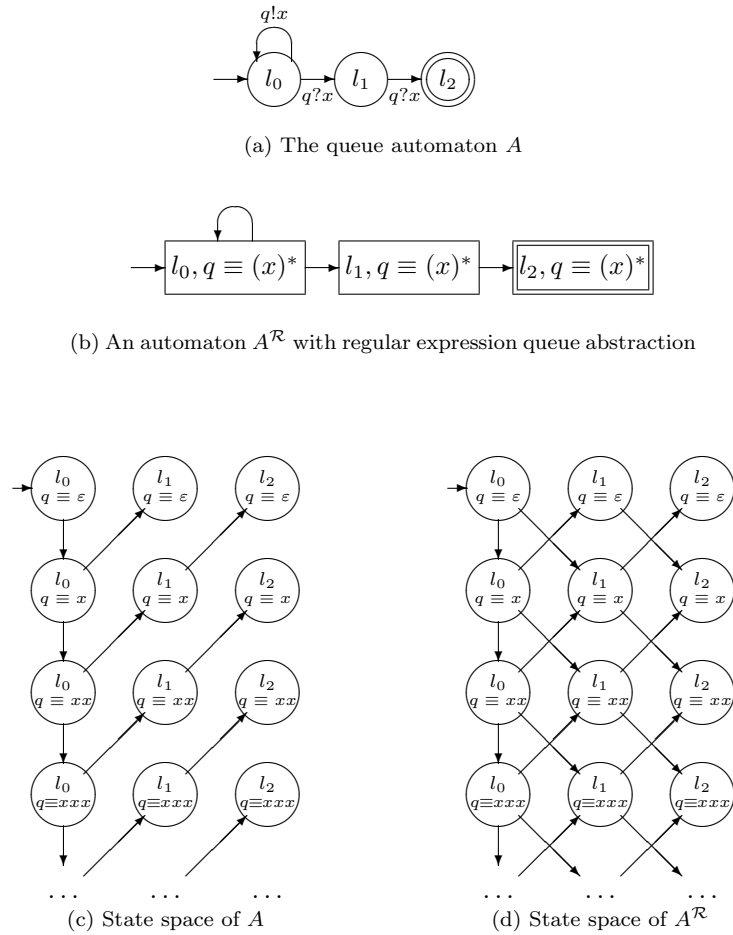 q!x
l₀ l₁ l₂
q?x q?x
(a) The queue automaton A
l₀, q ≡ (x)* l₁, q ≡ (x)* l₂, q ≡ (x)*
(b) An automaton A^ℛ with regular expression queue abstraction
l₀ l₁ l₂ l₀ l₁ l₂
q ≡ ε q ≡ ε q ≡ ε q ≡ ε q ≡ ε q ≡ ε
l₀ l₁ l₂ l₀ l₁ l₂
q ≡ x q ≡ x q ≡ x q ≡ x q ≡ x q ≡ x
l₀ l₁ l₂ l₀ l₁ l₂
q ≡ xx q ≡ xx q ≡ xx q ≡ xx q ≡ xx q ≡ xx
l₀ l₁ l₂ l₀ l₁ l₂
q≡xxx q≡xxx q≡xxx q≡xxx q≡xxx q≡xxx
... ... ... ... ... ...
(c) State space of A (d) State space of A^ℛ